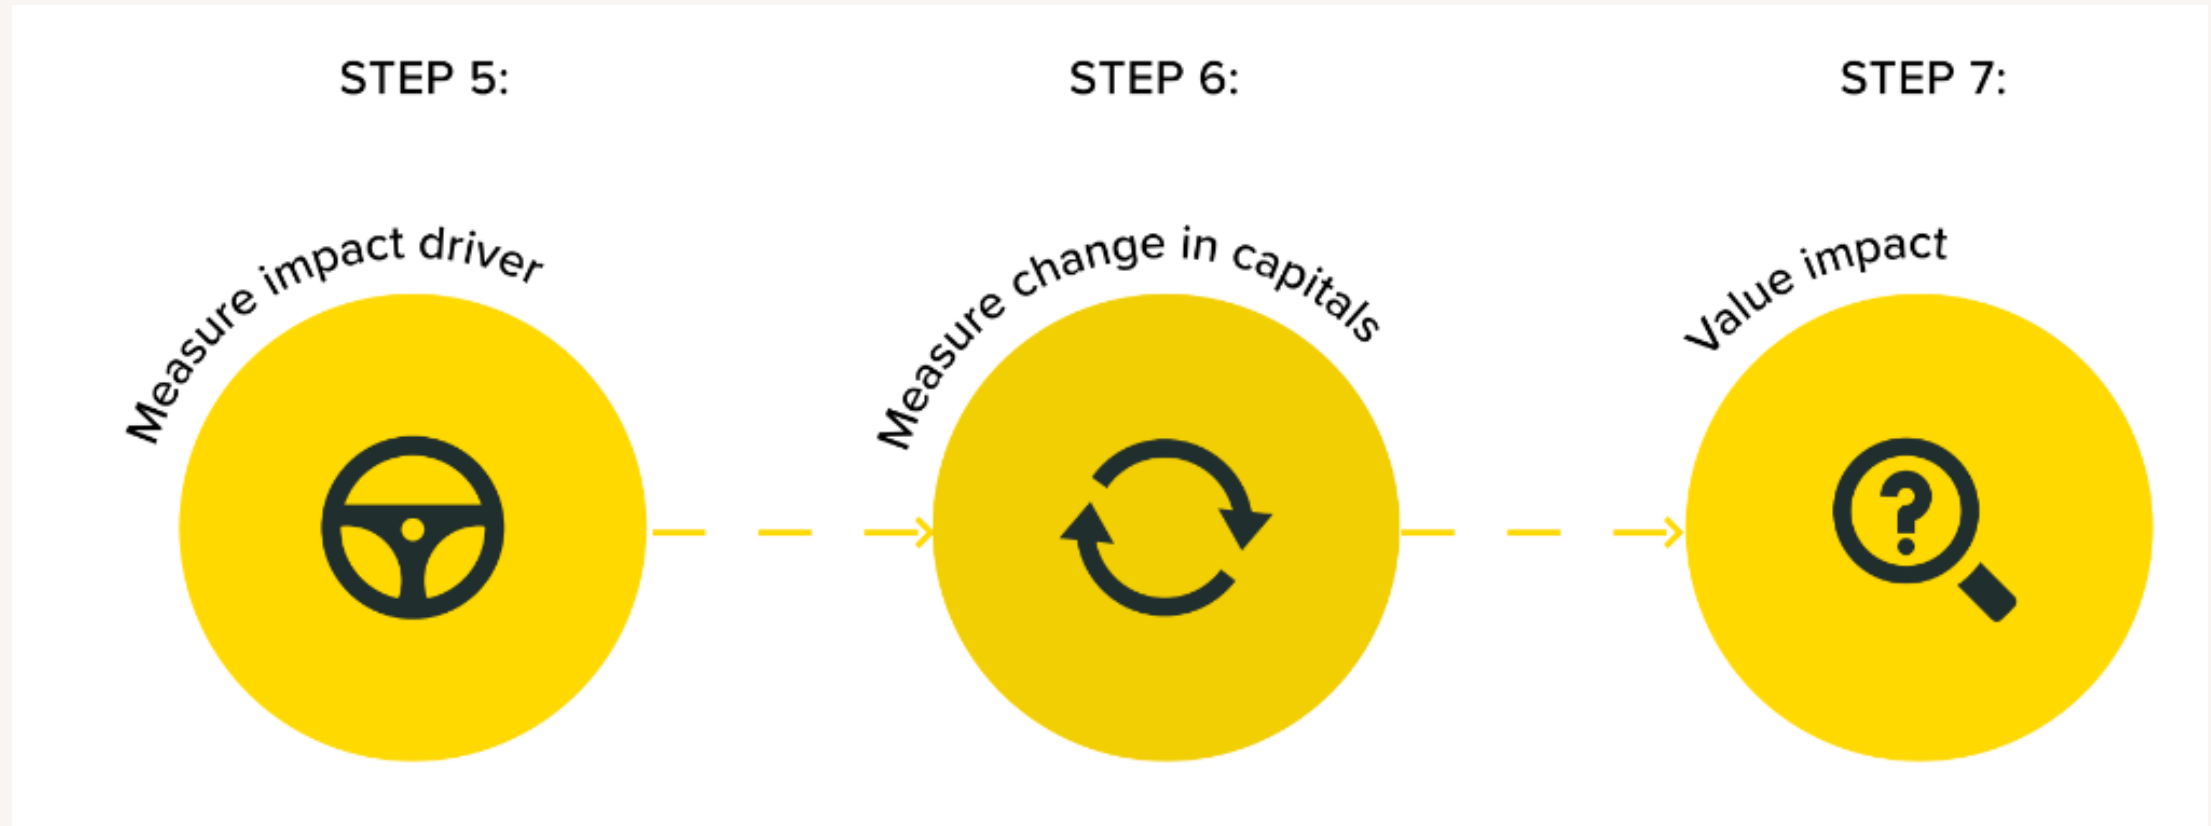 STEP 5:
STEP 6:
STEP 7:
Measure impact driver
Measure change in capitals
Value impact
?